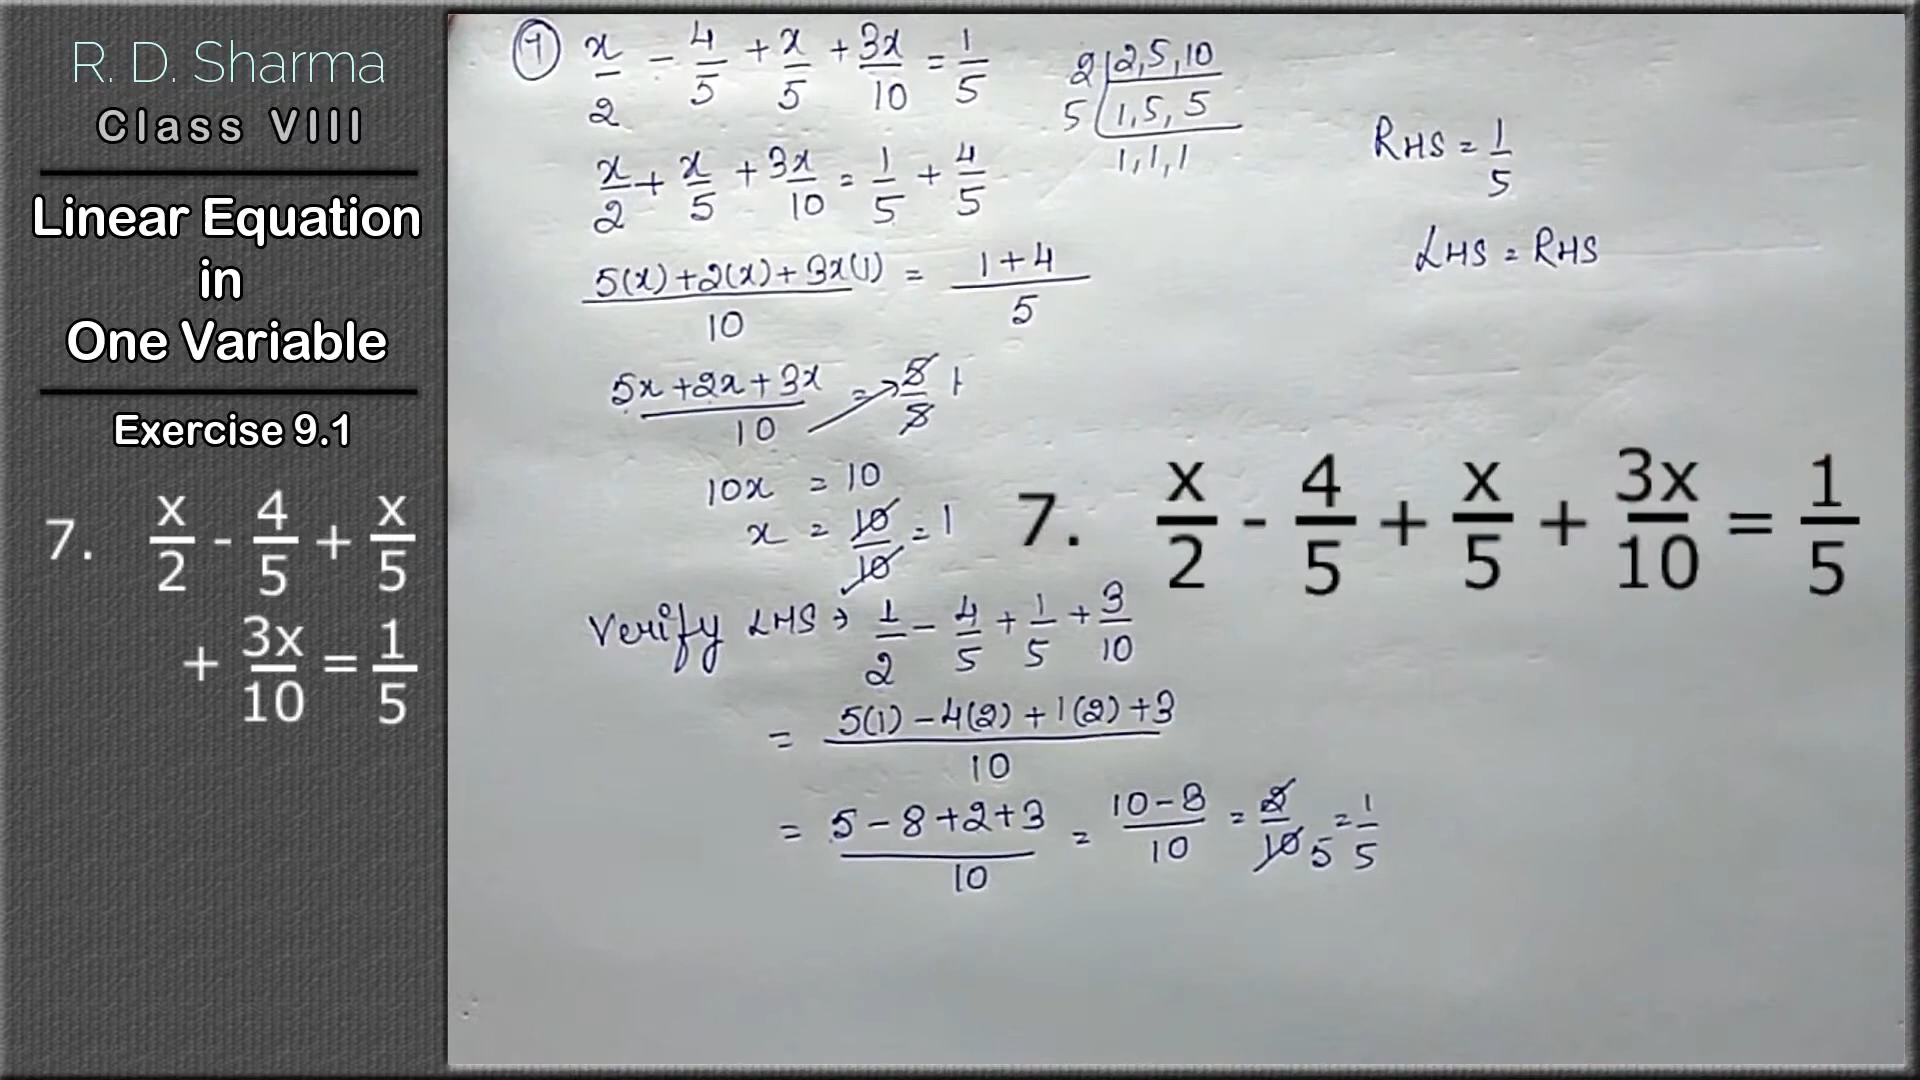 R. D. Sharma
Class VIII
Linear Equation
in
One Variable
Exercise 9.1
7. x/2 - 4/5 + x/5
+ 3x/10 = 1/5
(7) x/2 - 4/5 + x/5 + 3x/10 = 1/5
x/2 + x/5 + 3x/10 = 1/5 + 4/5
(5(x)+2(x)+3x(1))/10 = (1+4)/5
(5x+2x+3x)/10 = 5/5 1
10x = 10
x = 10/10 = 1
Verify LHS → 1/2 - 4/5 + 1/5 + 3/10
= (5(1)-4(2)+1(2)+3)/10
= (5-8+2+3)/10 = (10-8)/10 = 2/10 5 = 1/5
2 | 2,5,10
5 | 1,5,5
1,1,1
RHS = 1/5
LHS = RHS
7. x/2 - 4/5 + x/5 + 3x/10 = 1/5